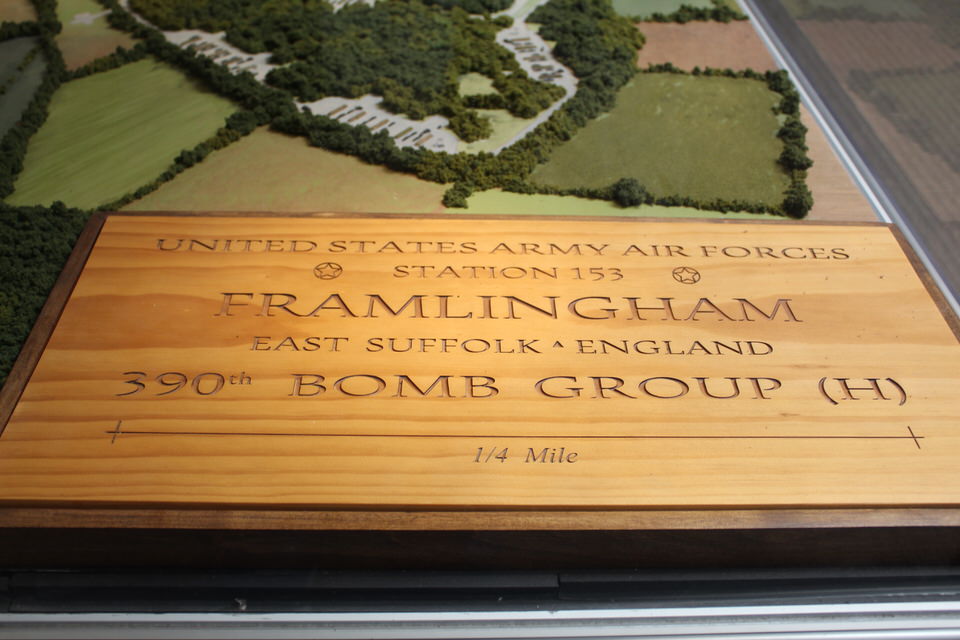 UNITED STATES ARMY AIR FORCES
STATION 153
FRAMLINGHAM
EAST SUFFOLK ^ ENGLAND
390th BOMB GROUP (H)
1/4 Mile